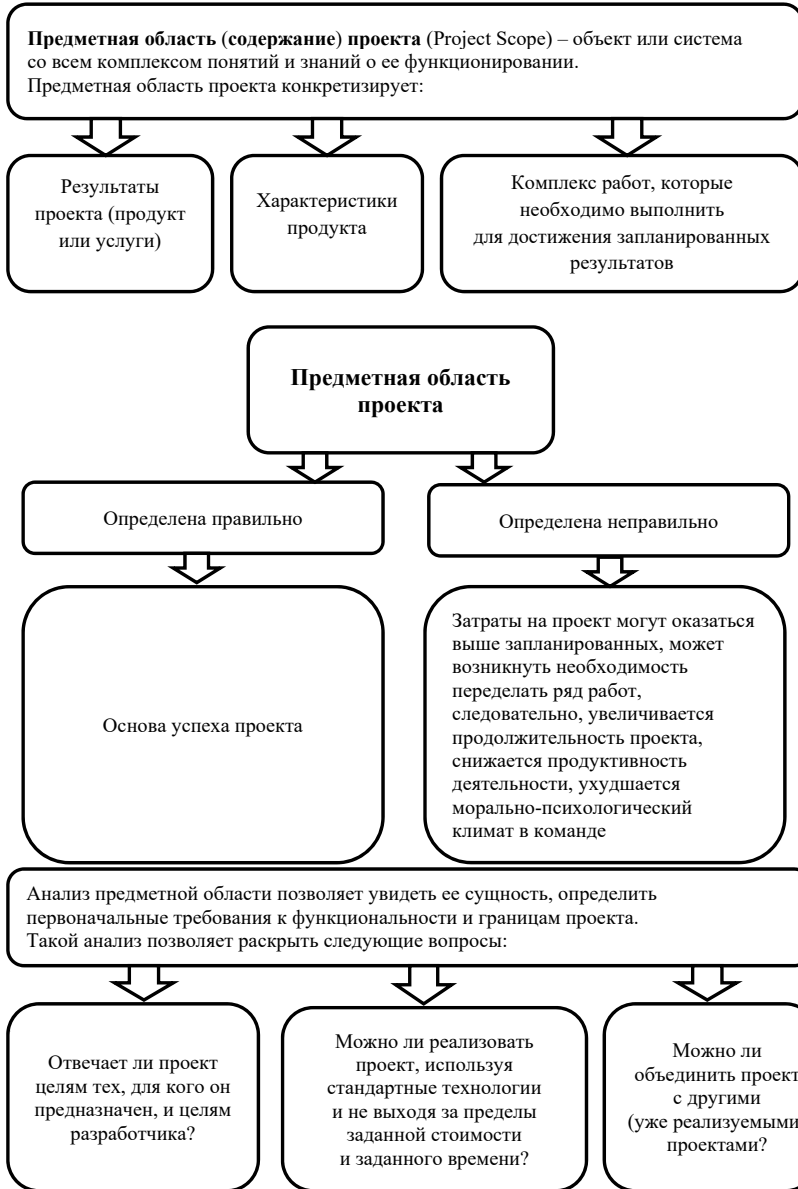 Предметная область (содержание) проекта (Project Scope) – объект или система
со всем комплексом понятий и знаний о ее функционировании.
Предметная область проекта конкретизирует:
Результаты
проекта (продукт
или услуги)
Характеристики
продукта
Комплекс работ, которые
необходимо выполнить
для достижения запланированных
результатов
Предметная область
проекта
Определена правильно
Определена неправильно
Основа успеха проекта
Затраты на проект могут оказаться
выше запланированных, может
возникнуть необходимость
переделать ряд работ,
следовательно, увеличивается
продолжительность проекта,
снижается продуктивность
деятельности, ухудшается
морально-психологический
климат в команде
Анализ предметной области позволяет увидеть ее сущность, определить
первоначальные требования к функциональности и границам проекта.
Такой анализ позволяет раскрыть следующие вопросы:
Отвечает ли проект
целям тех, для кого он
предназначен, и целям
разработчика?
Можно ли реализовать
проект, используя
стандартные технологии
и не выходя за пределы
заданной стоимости
и заданного времени?
Можно ли
объединить проект
с другими
(уже реализуемыми
проектами?